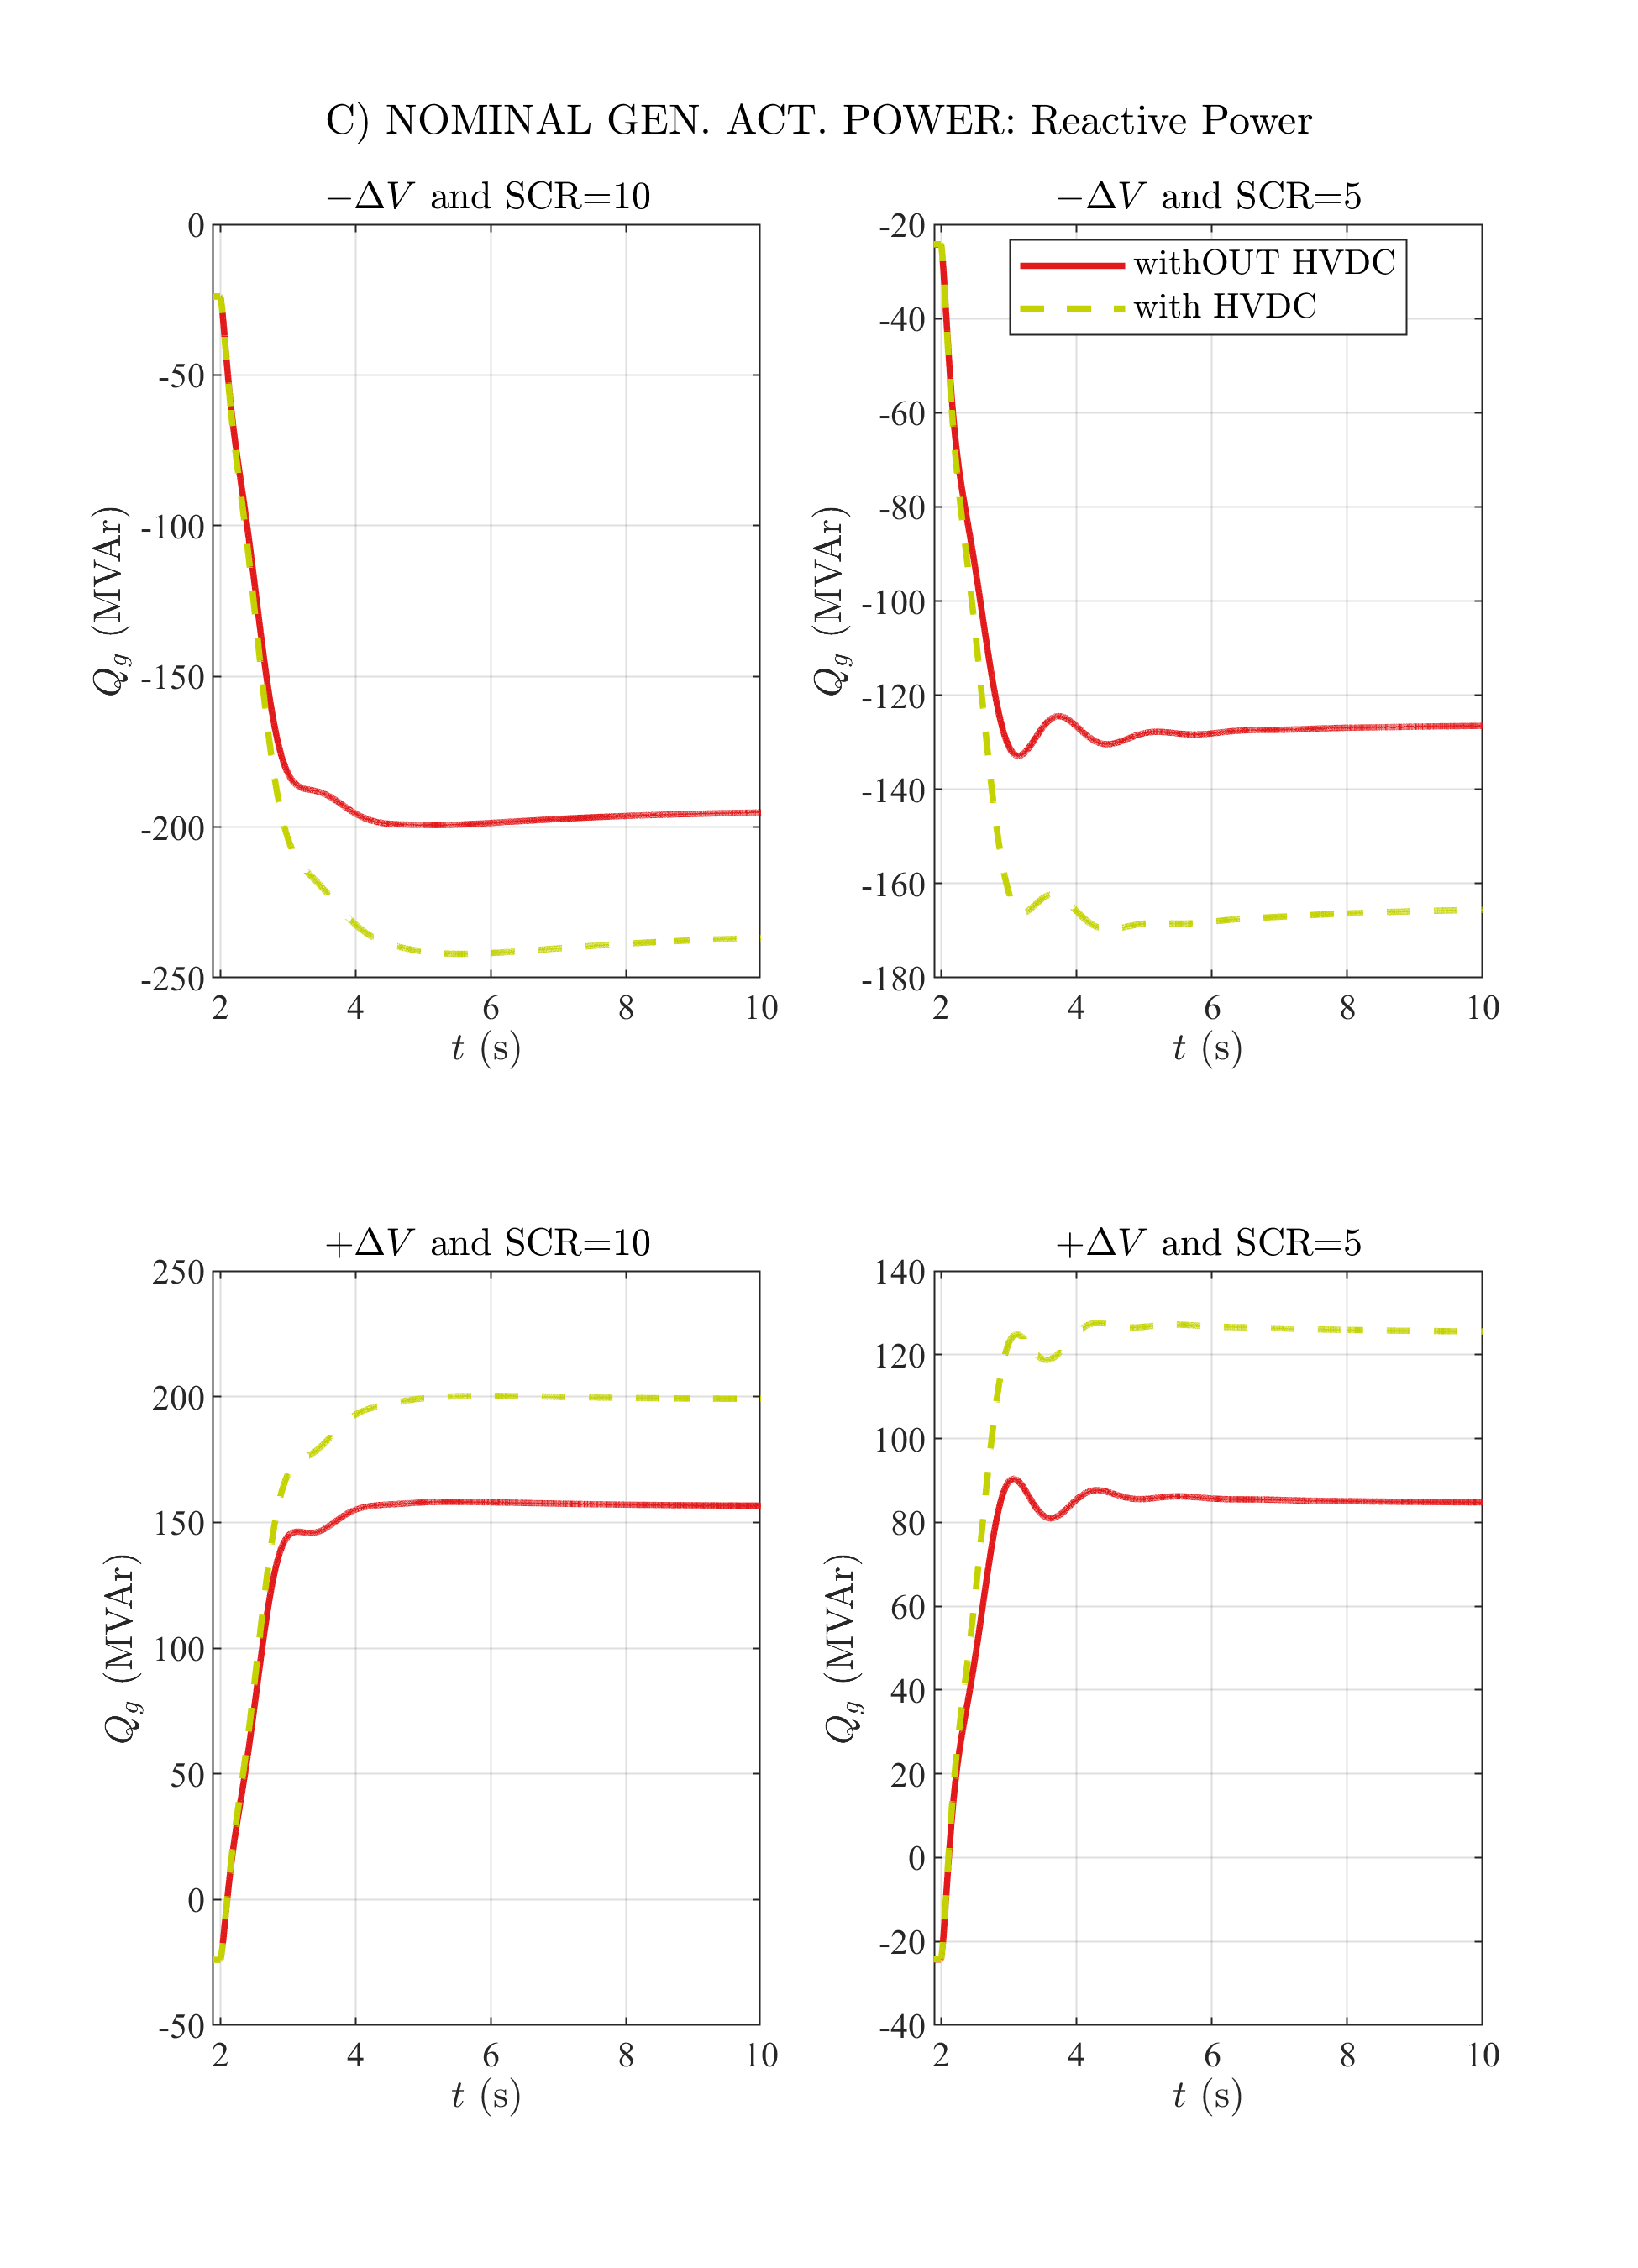 C) NOMINAL GEN. ACT. POWER: Reactive Power
−ΔV and SCR=10
0
-50
-100
-150
-200
-250
2 4 6 8 10
t (s)
Q_g (MVAr)
−ΔV and SCR=5
withOUT HVDC
with HVDC
-20
-40
-60
-80
-100
-120
-140
-160
-180
2 4 6 8 10
t (s)
Q_g (MVAr)
+ΔV and SCR=10
250
200
150
100
50
0
-50
2 4 6 8 10
t (s)
Q_g (MVAr)
+ΔV and SCR=5
140
120
100
80
60
40
20
0
-20
-40
2 4 6 8 10
t (s)
Q_g (MVAr)